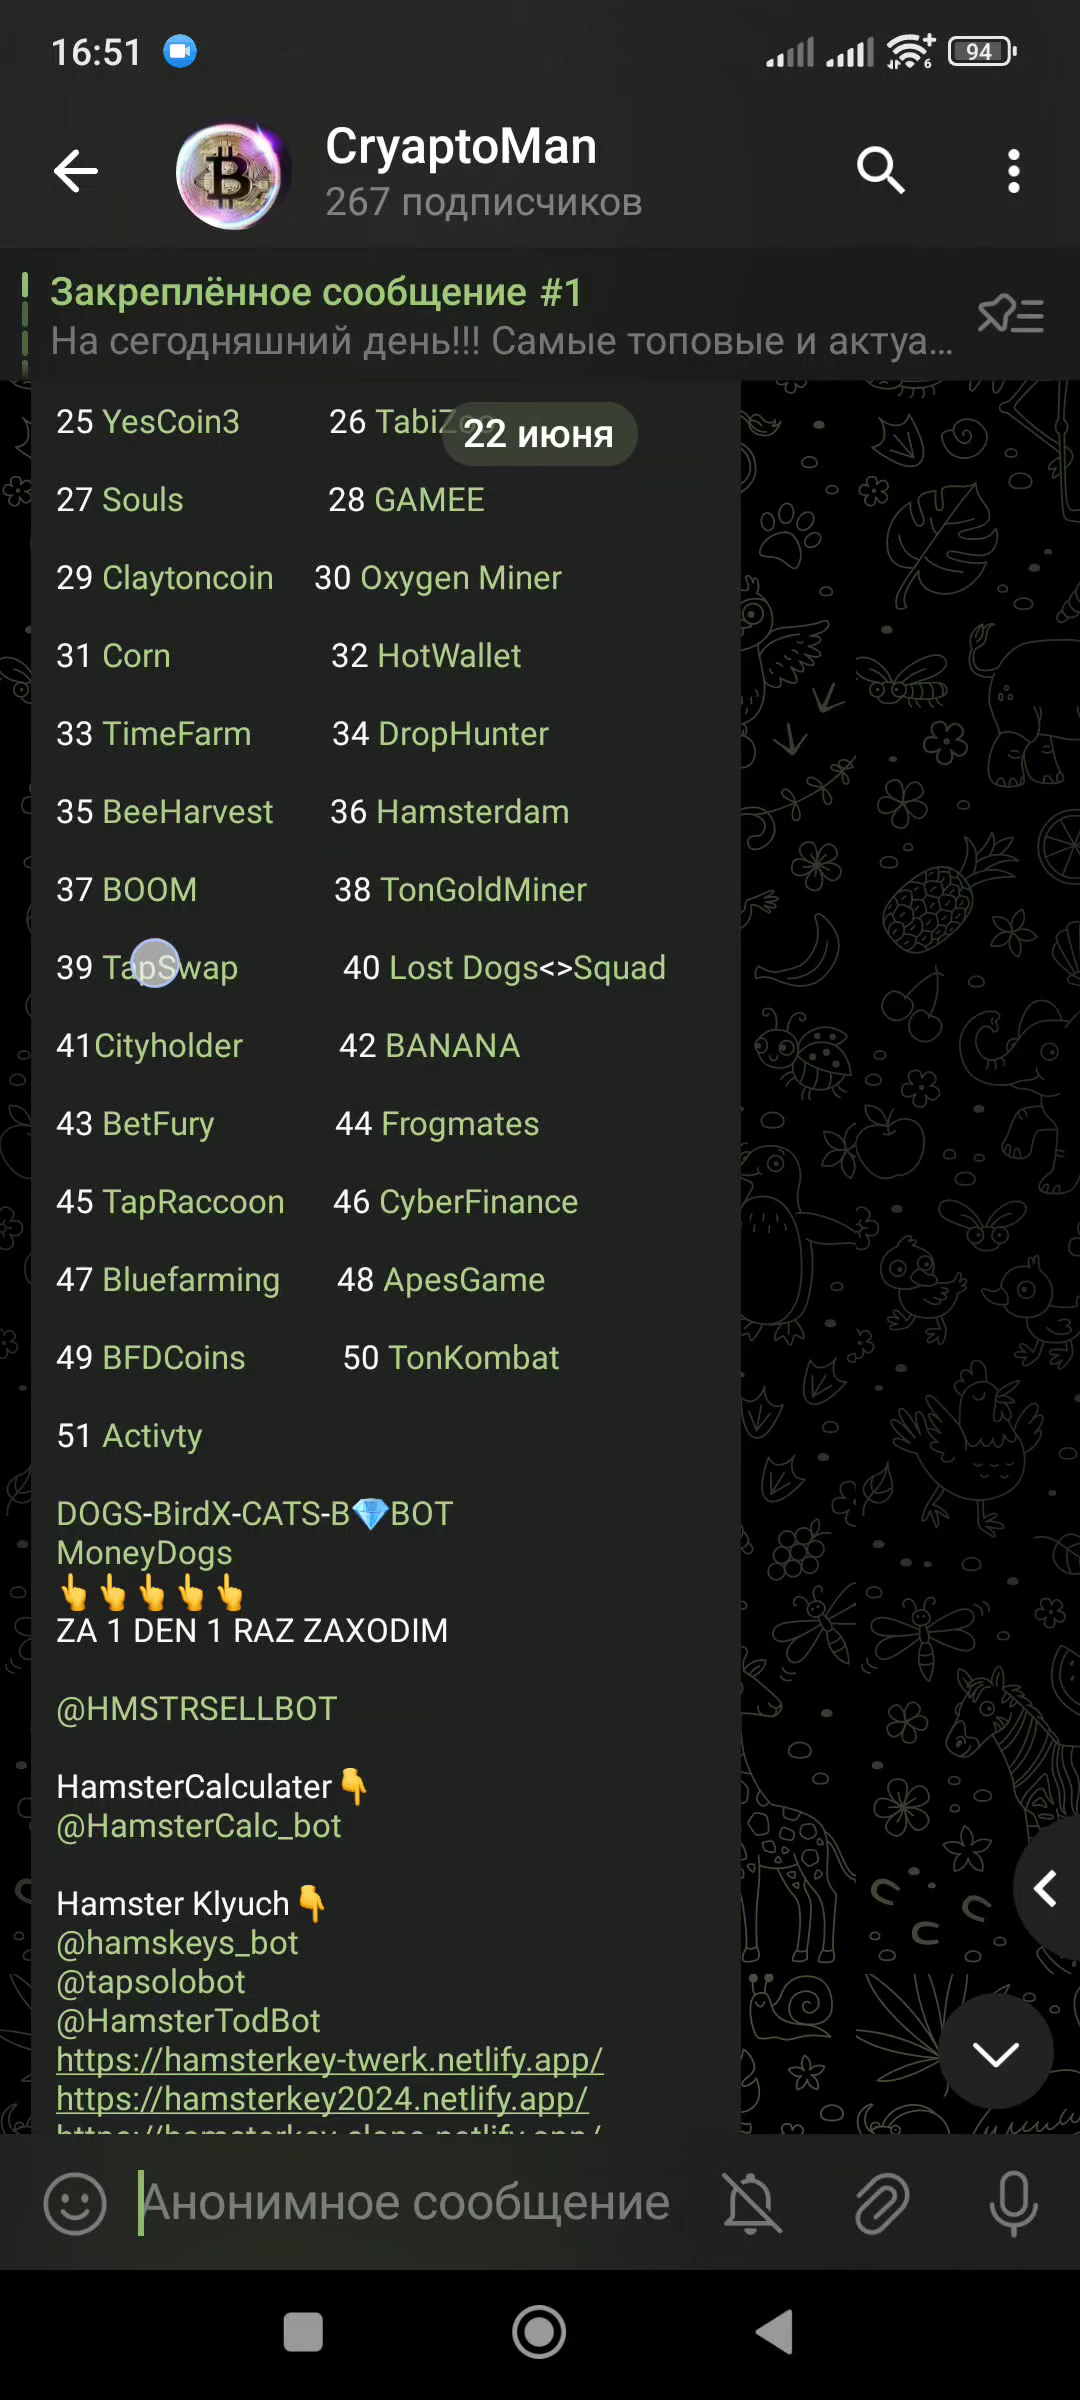 16:51
94
CryaptoMan
267 подписчиков
Закреплённое сообщение #1
На сегодняшний день!!! Самые топовые и актуа...
25 YesCoin3 26
22 июня
27 Souls 28 GAMEE
29 Claytoncoin 30 Oxygen Miner
31 Corn 32 HotWallet
33 TimeFarm 34 DropHunter
35 BeeHarvest 36 Hamsterdam
37 BOOM 38 TonGoldMiner
39 TapSwap 40 Lost Dogs<>Squad
41Cityholder 42 BANANA
43 BetFury 44 Frogmates
45 TapRaccoon 46 CyberFinance
47 Bluefarming 48 ApesGame
49 BFDCoins 50 TonKombat
51 Activty
DOGS-BirdX-CATS-B💎BOT
MoneyDogs
👆👆👆👆👆
ZA 1 DEN 1 RAZ ZAXODIM
@HMSTRSELLBOT
HamsterCalculater👇
@HamsterCalc_bot
Hamster Klyuch👇
@hamskeys_bot
@tapsolobot
@HamsterTodBot
https://hamsterkey-twerk.netlify.app/
https://hamsterkey2024.netlify.app/
Анонимное сообщение